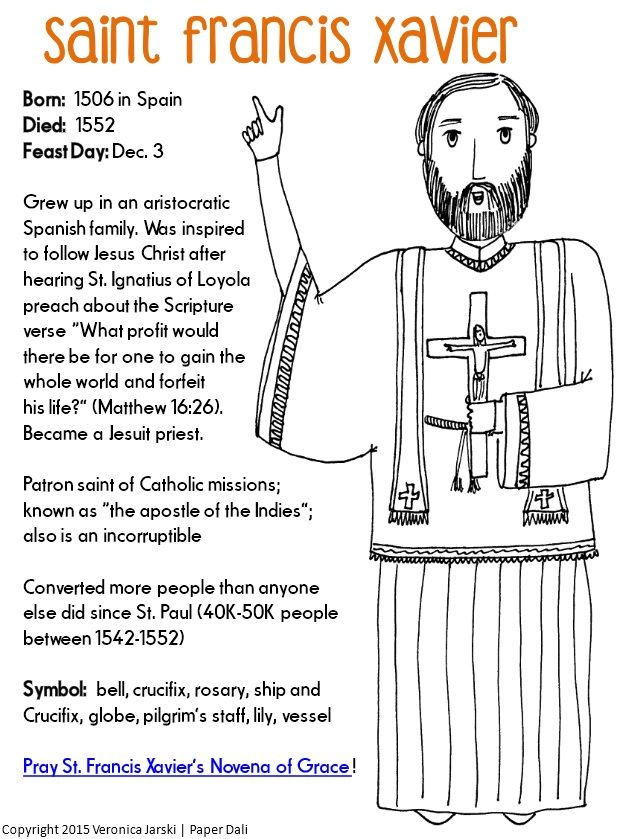 saint francis xavier
Born: 1506 in Spain
Died: 1552
Feast Day: Dec. 3
Grew up in an aristocratic
Spanish family. Was inspired
to follow Jesus Christ after
hearing St. Ignatius of Loyola
preach about the Scripture
verse "What profit would
there be for one to gain the
whole world and forfeit
his life?" (Matthew 16:26).
Became a Jesuit priest.
Patron saint of Catholic missions;
known as "the apostle of the Indies";
also is an incorruptible
Converted more people than anyone
else did since St. Paul (40K-50K people
between 1542-1552)
Symbol: bell, crucifix, rosary, ship and
Crucifix, globe, pilgrim's staff, lily, vessel
Pray St. Francis Xavier's Novena of Grace!
Copyright 2015 Veronica Jarski | Paper Dali